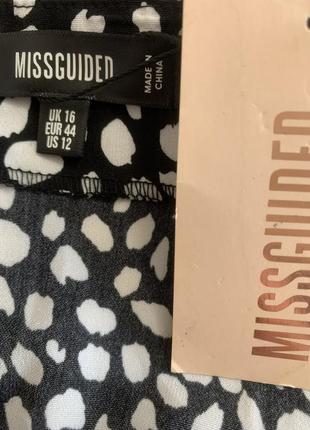 MISSGUIDED
MADE IN
CHINA
UK 16
EUR 44
US 12
MISSGUIDED